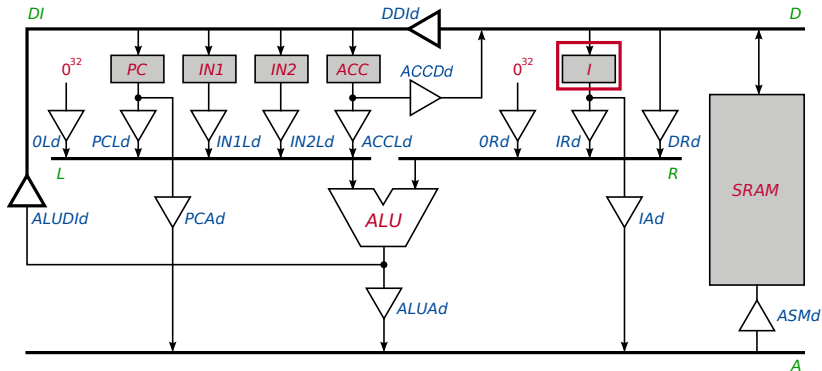 DI DDId D
0³² PC IN1 IN2 ACC ACCDd 0³² I
0Ld PCLd IN1Ld IN2Ld ACCLd 0Rd IRd DRd
L R
SRAM
ALUDId PCAd ALU IAd
ALUAd ASMd
A